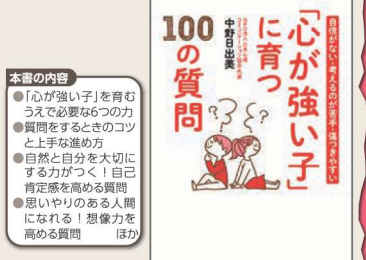 自信がない・考えるのが苦手・傷つきやすい
「心が強い子」
に育つ
100
の質問
中野日出美
本書の内容
●「心が強い子」を育む
うえで必要な6つの力
●質問をするときのコツ
と上手な進め方
●自然と自分を大切に
する力がつく！自己
肯定感を高める質問
●思いやりのある人間
になれる！想像力を
高める質問 ほか